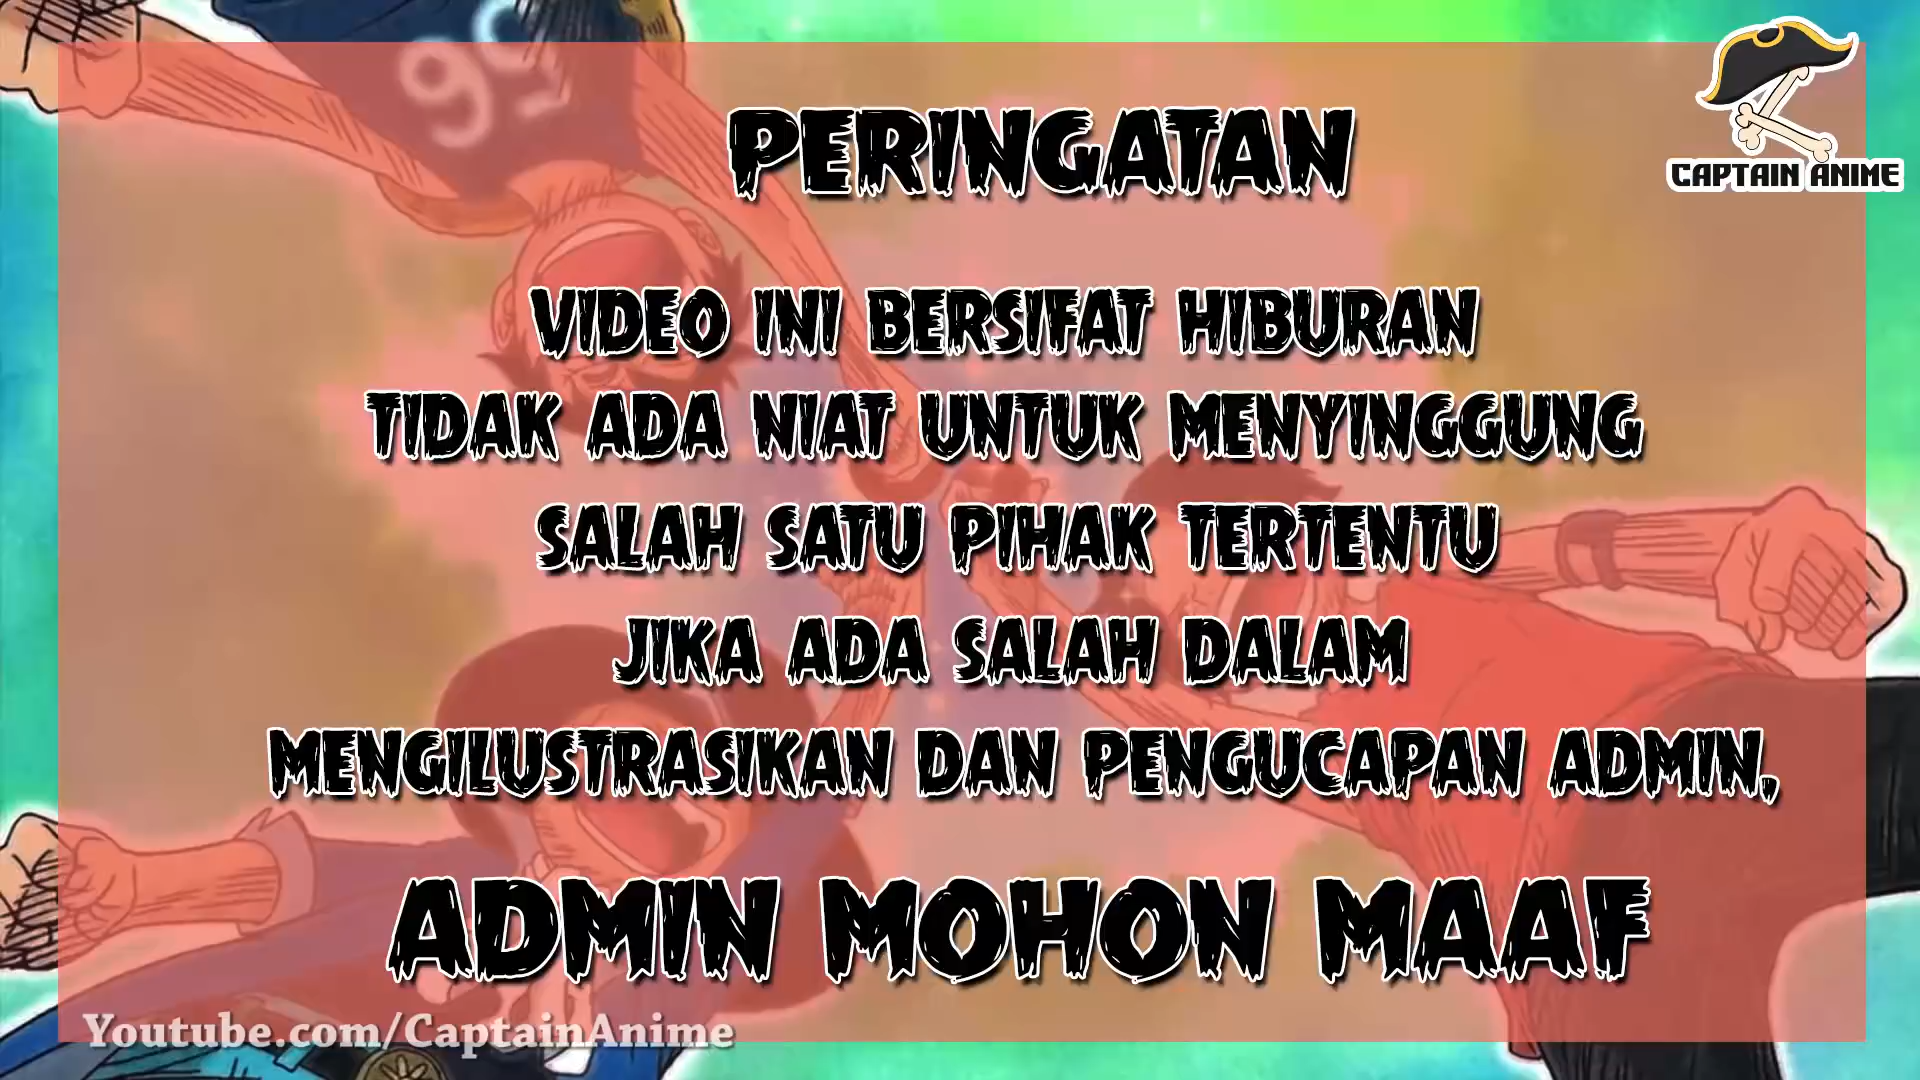 99
CAPTAIN ANIME
PERINGATAN
VIDEO INI BERSIFAT HIBURAN
TIDAK ADA NIAT UNTUK MENYINGGUNG
SALAH SATU PIHAK TERTENTU
JIKA ADA SALAH DALAM
MENGILUSTRASIKAN DAN PENGUCAPAN ADMIN,
ADMIN MOHON MAAF
Youtube.com/CaptainAnime